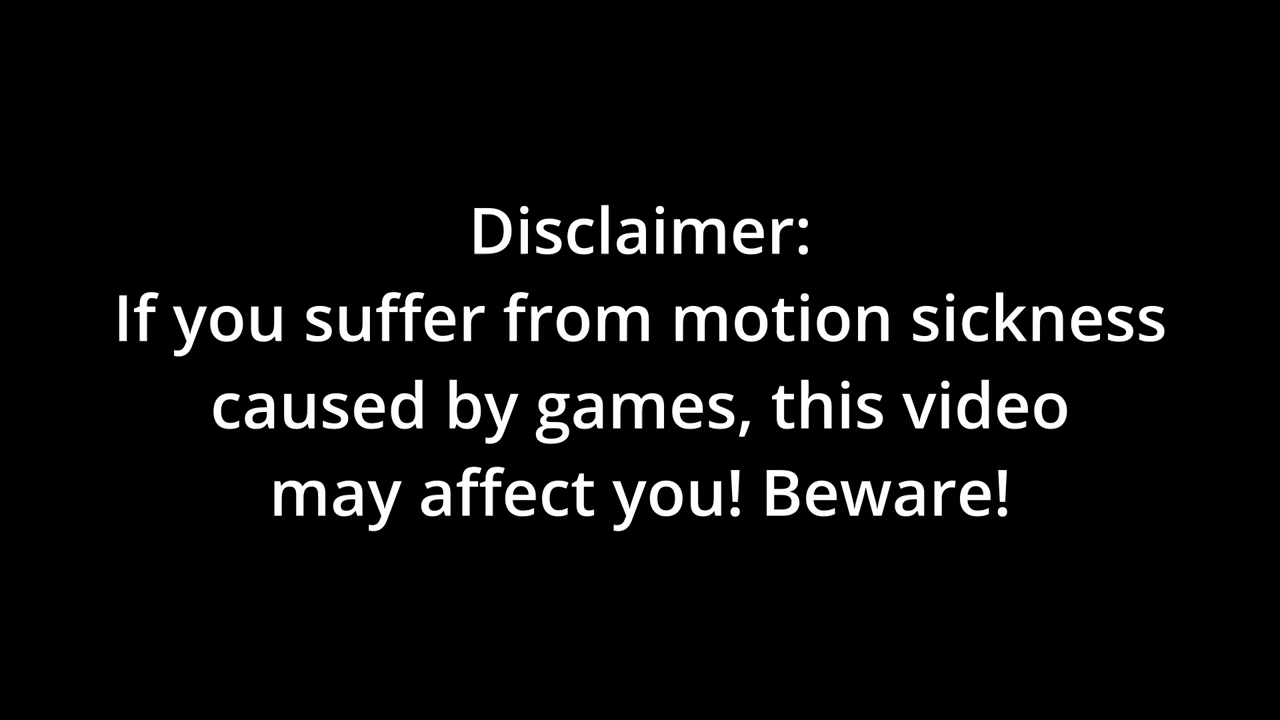 Disclaimer:
If you suffer from motion sickness
caused by games, this video
may affect you! Beware!